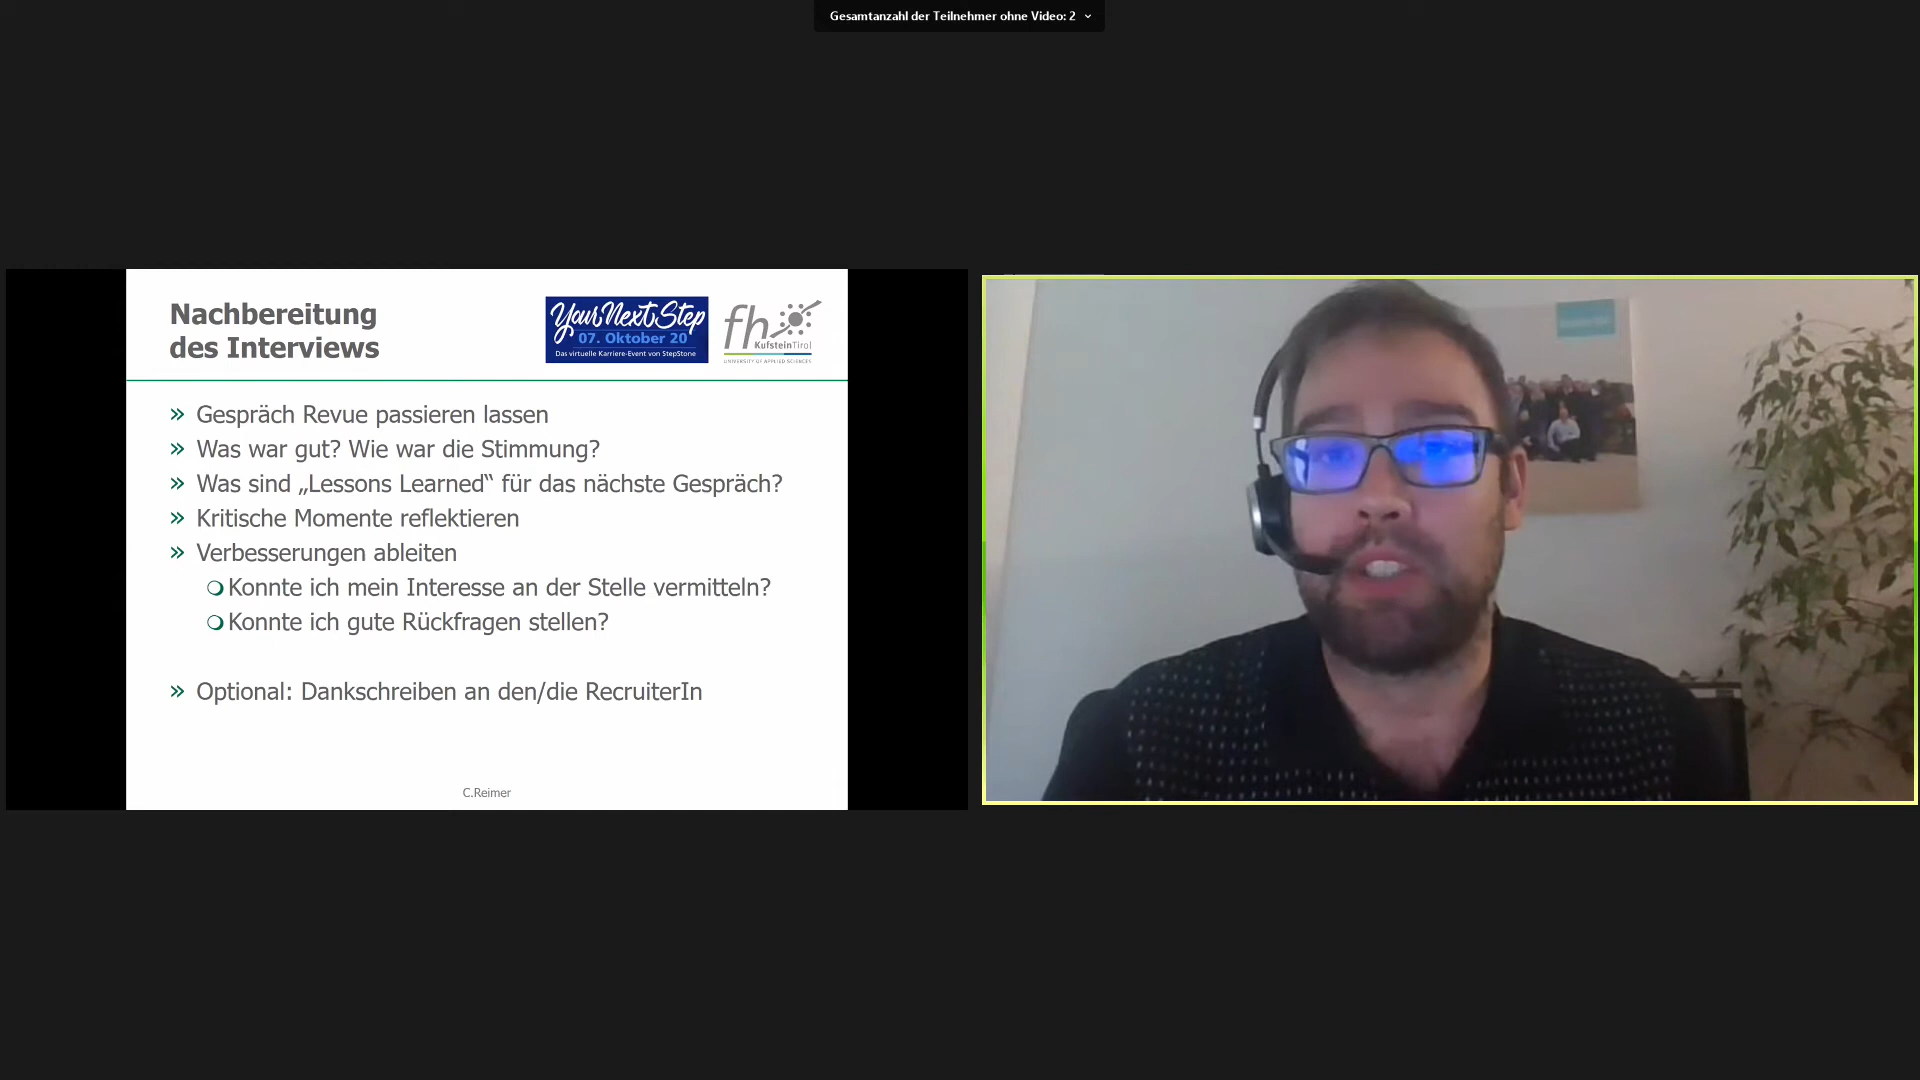 Gesamtanzahl der Teilnehmer ohne Video: 2
Nachbereitung
des Interviews
Your Next Step
07. Oktober 20
Das virtuelle Karriere-Event von StepStone
fh
KufsteinTirol
UNIVERSITY OF APPLIED SCIENCES
» Gespräch Revue passieren lassen
» Was war gut? Wie war die Stimmung?
» Was sind „Lessons Learned“ für das nächste Gespräch?
» Kritische Momente reflektieren
» Verbesserungen ableiten
Konnte ich mein Interesse an der Stelle vermitteln?
Konnte ich gute Rückfragen stellen?
» Optional: Dankschreiben an den/die RecruiterIn
C.Reimer